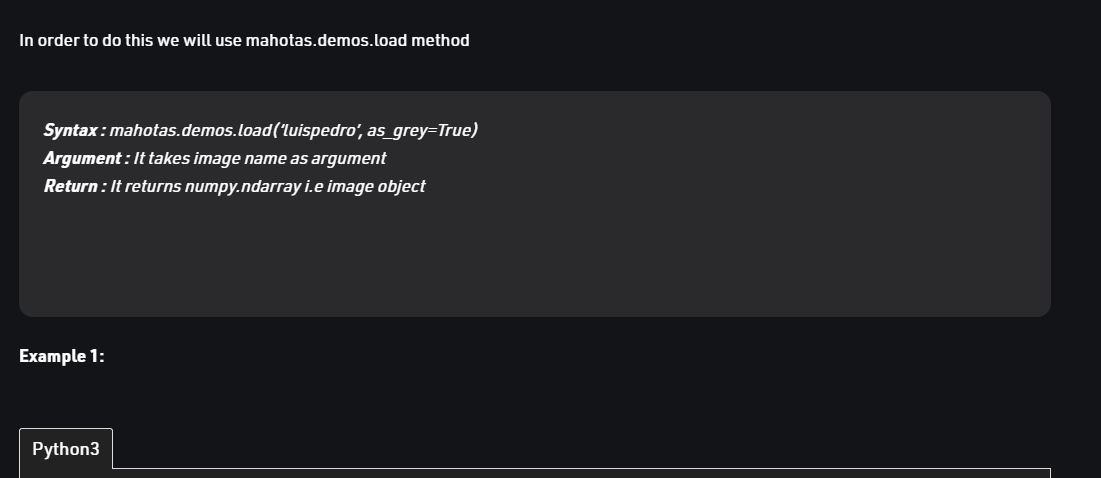 In order to do this we will use mahotas.demos.load method
Syntax : mahotas.demos.load(‘luispedro’, as_grey=True)
Argument : It takes image name as argument
Return : It returns numpy.ndarray i.e image object
Example 1:
Python3